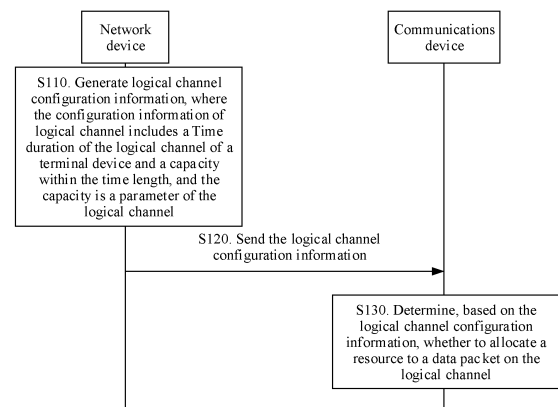 Network
device
Communications
device
S110. Generate logical channel
configuration information, where
the configuration information of
logical channel includes a Time
duration of the logical channel of a
terminal device and a capacity
within the time length, and the
capacity is a parameter of the
logical channel
S120. Send the logical channel
configuration information
S130. Determine, based on the
logical channel configuration
information, whether to allocate a
resource to a data packet on the
logical channel